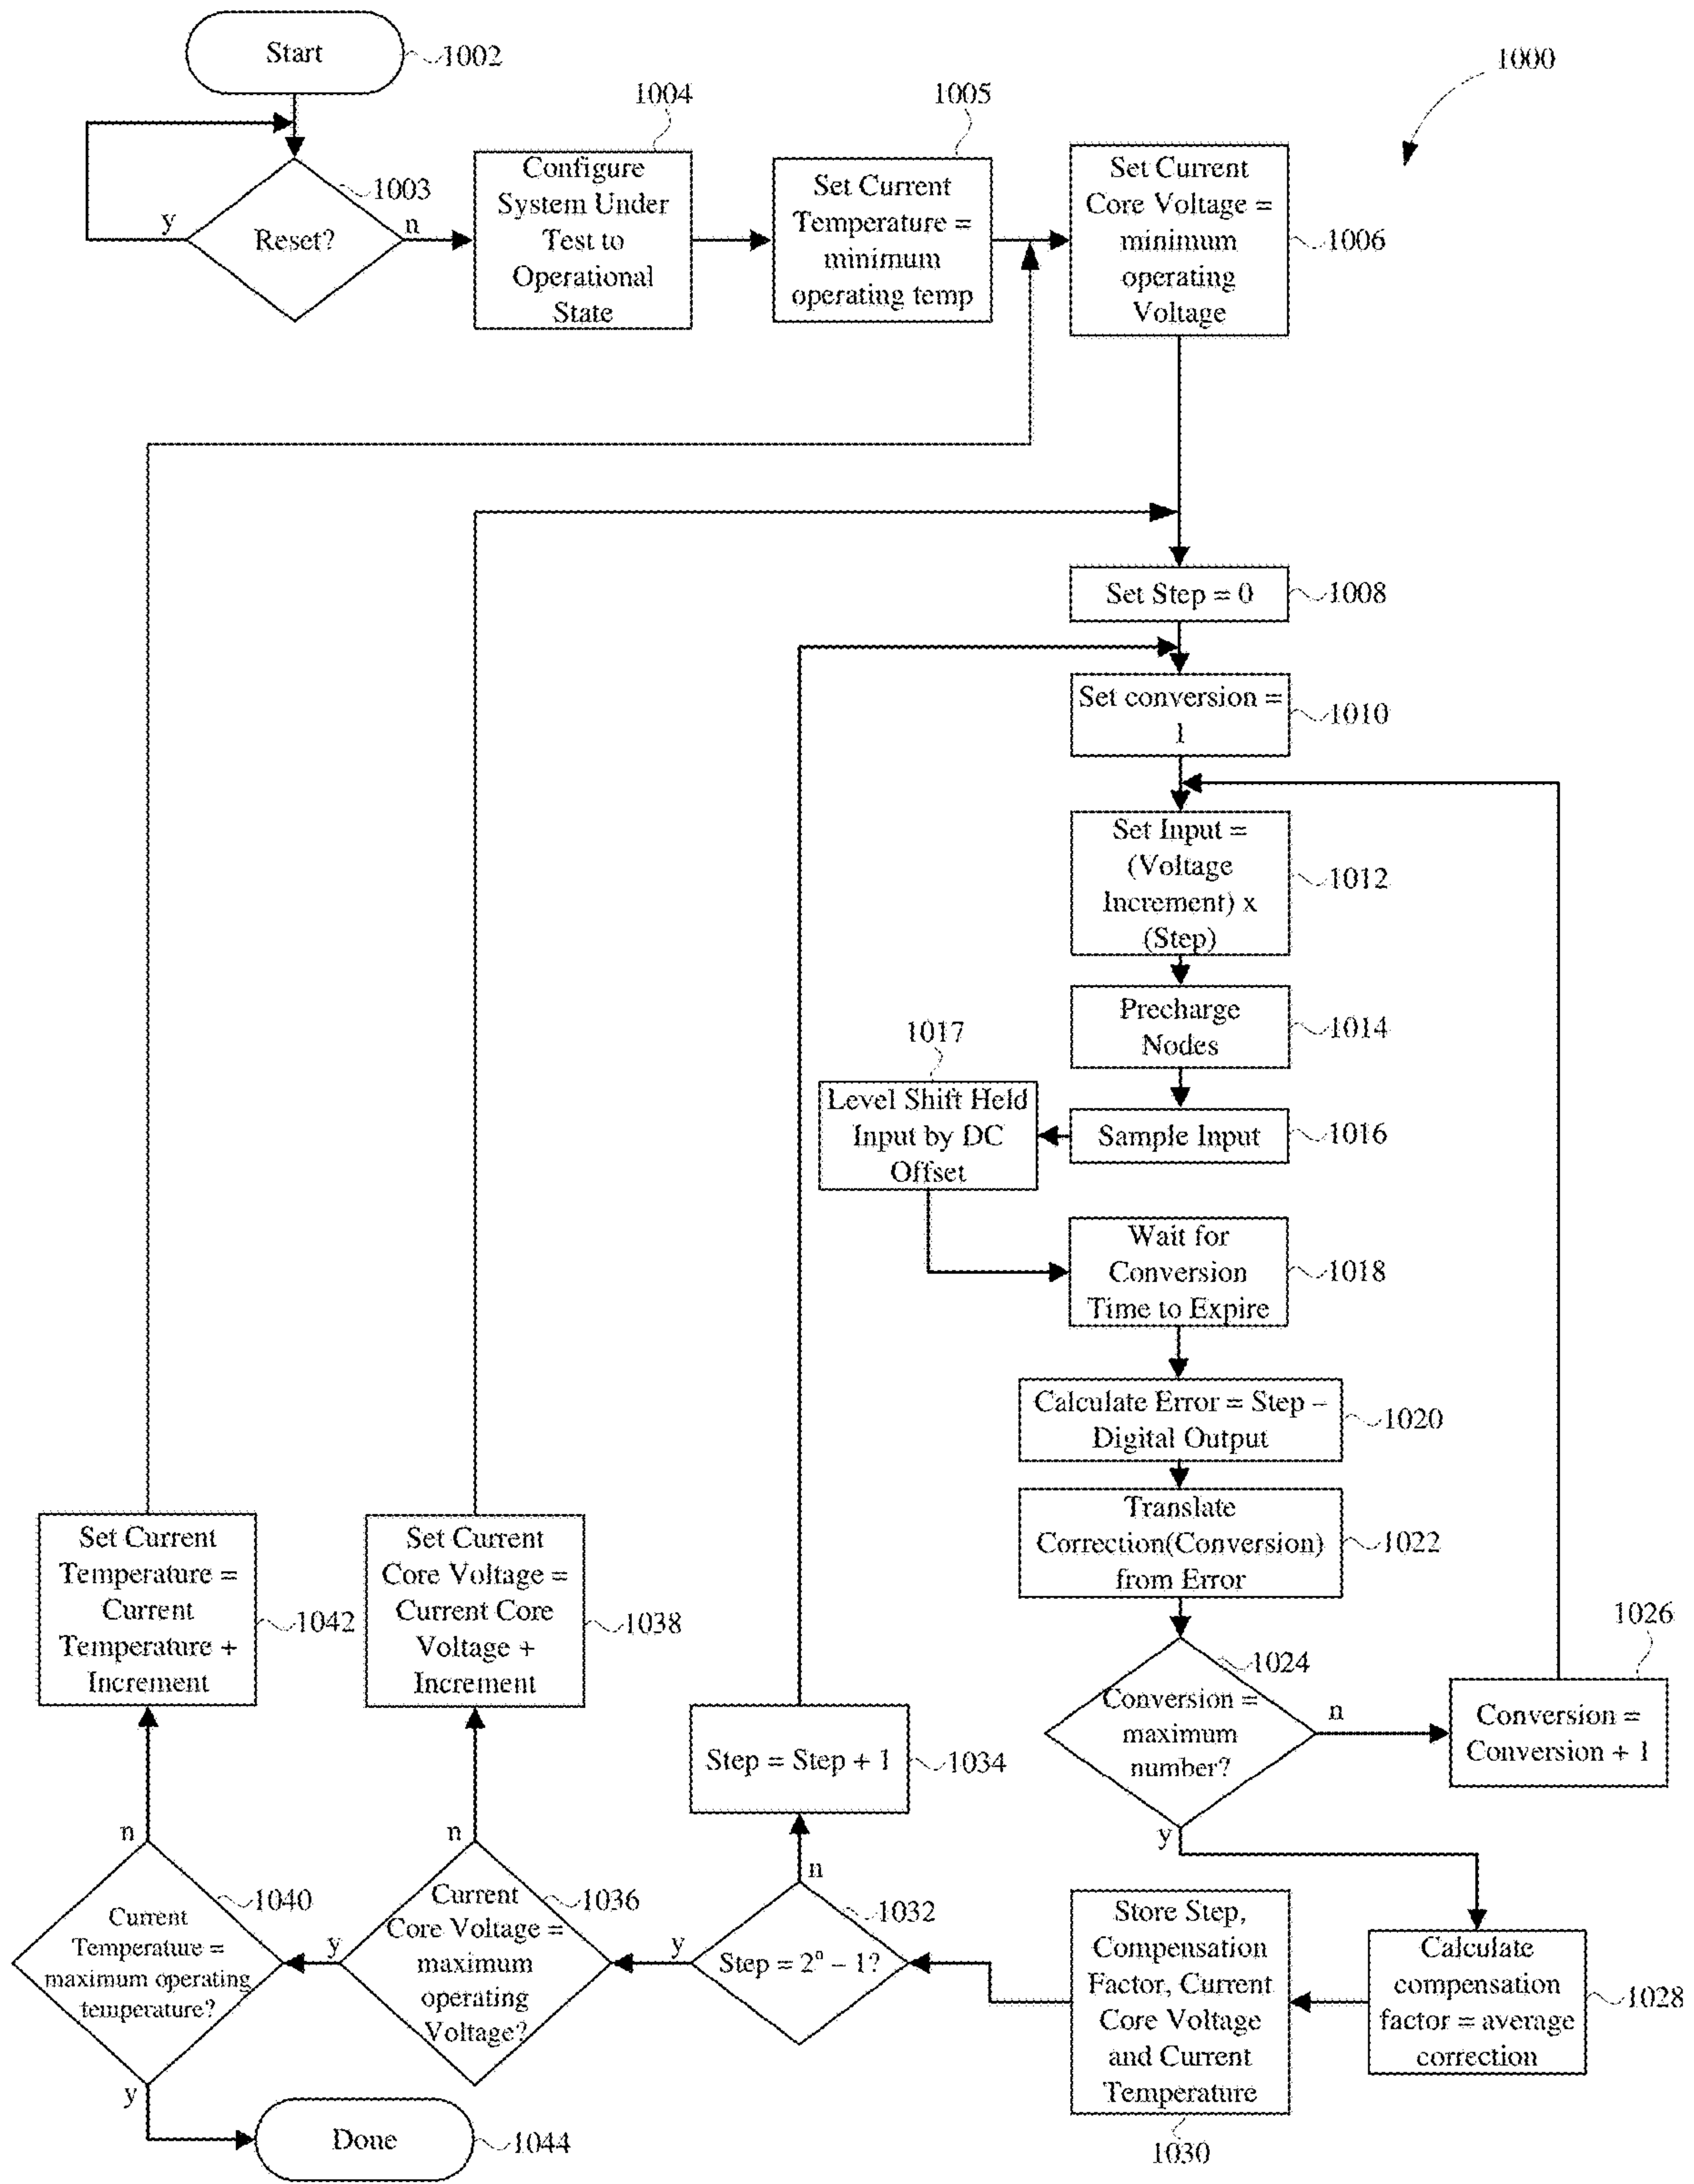 Start
1002
1000
1004
1005
1003
Reset?
y
n
Configure
System Under
Test to
Operational
State
Set Current
Temperature =
minimum
operating temp
Set Current
Core Voltage =
minimum
operating
Voltage
1006
Set Step = 0
1008
Set conversion =
1
1010
Set Input =
(Voltage
Increment) x
(Step)
1012
Precharge
Nodes
1014
1017
Level Shift Held
Input by DC
Offset
Sample Input
1016
Wait for
Conversion
Time to Expire
1018
Calculate Error = Step –
Digital Output
1020
Translate
Correction(Conversion)
from Error
1022
1024
Conversion =
maximum
number?
n
y
1026
Conversion =
Conversion + 1
Set Current
Temperature =
Current
Temperature +
Increment
1042
Set Current
Core Voltage =
Current Core
Voltage +
Increment
1038
Step = Step + 1
1034
n
n
n
1040
Current
Temperature =
maximum operating
temperature?
y
1036
Current
Core Voltage =
maximum
operating
Voltage?
y
1032
Step = 2ⁿ – 1?
y
Store Step,
Compensation
Factor, Current
Core Voltage
and Current
Temperature
1030
Calculate
compensation
factor = average
correction
1028
Done
1044